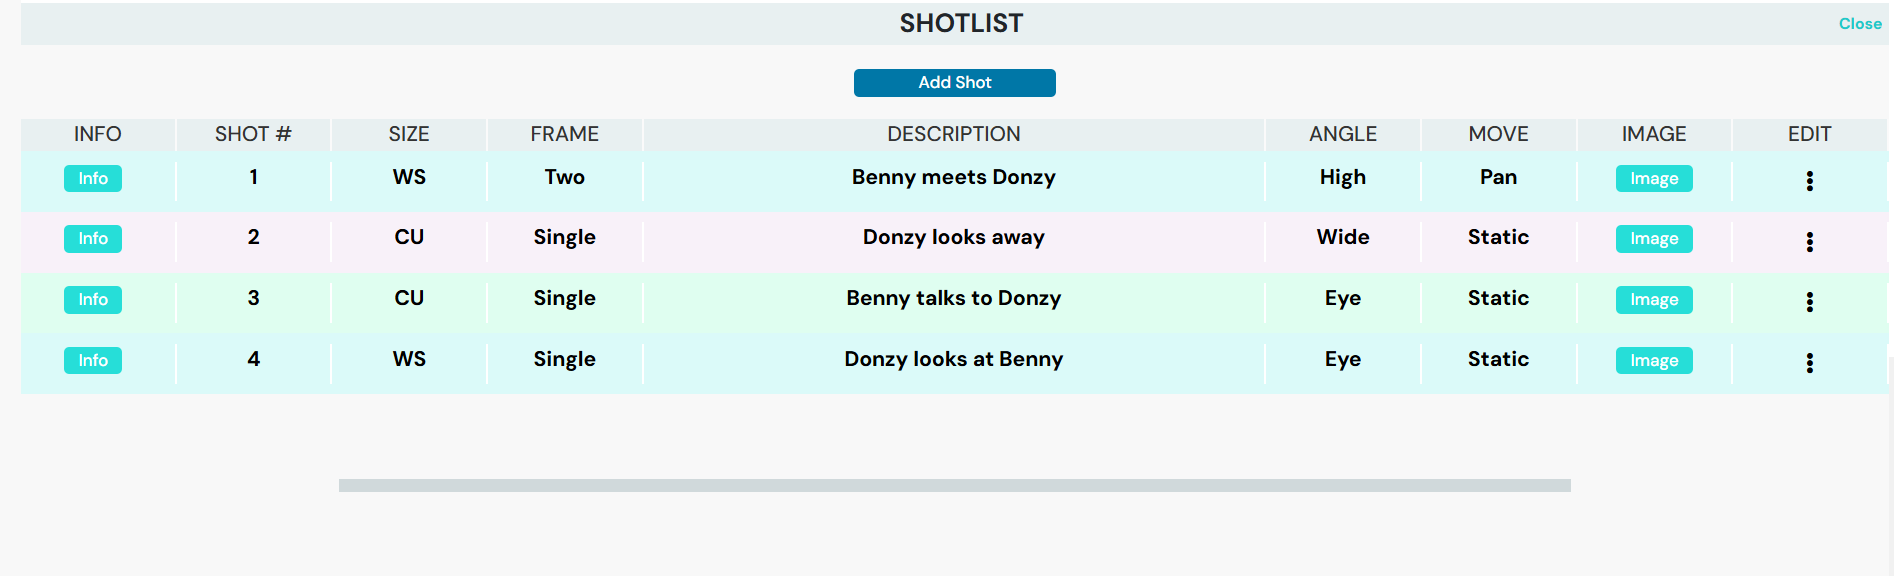 SHOTLIST Close
Add Shot
INFO SHOT # SIZE FRAME DESCRIPTION ANGLE MOVE IMAGE EDIT
Info 1 WS Two Benny meets Donzy High Pan Image
Info 2 CU Single Donzy looks away Wide Static Image
Info 3 CU Single Benny talks to Donzy Eye Static Image
Info 4 WS Single Donzy looks at Benny Eye Static Image